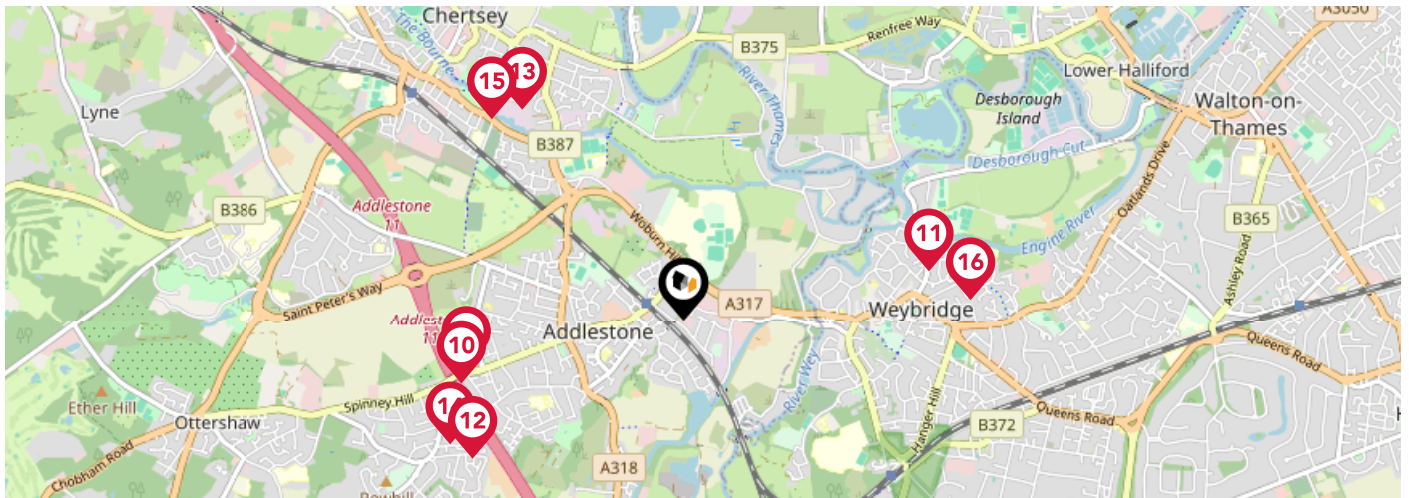 Chertsey
A3050
The Bourne
Renfree Way
B375
Lower Halliford
River Thames
15
13
Desborough
Island
Walton-on-
Thames
Lyne
B387
Desborough Cut
Oatlands Drive
B386
Addlestone
11
Woburn Hill
B365
11
16
Engine River
Ashley Road
Saint Peter's Way
A317
Weybridge
Addlestone
10
Queens Road
River Wey
Spinney Hill
Ether Hill
Ottershaw
12
Hanger Hill
Queens Road
B372
Chobham Road
A318